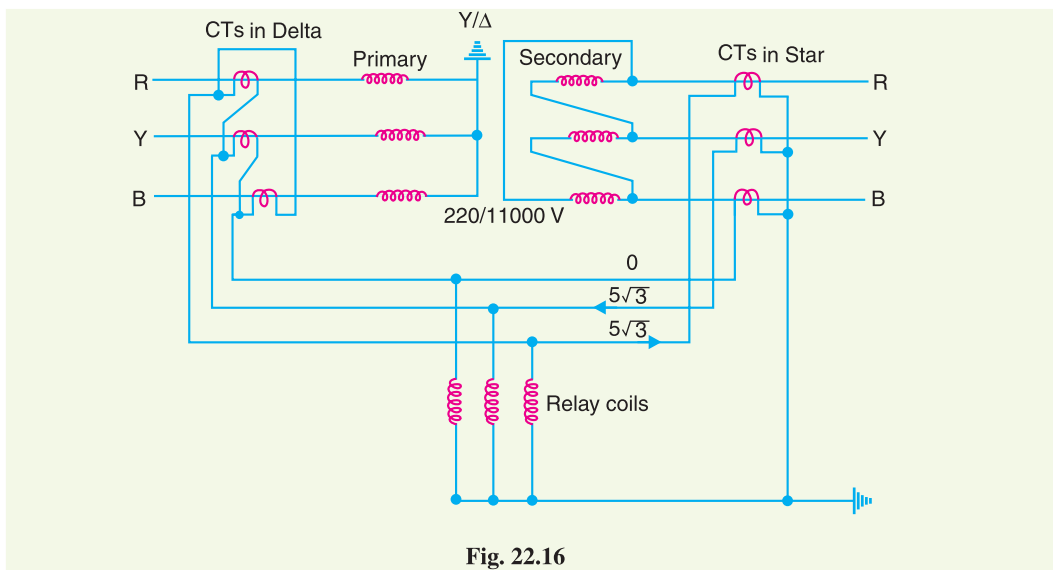 Y/Δ
CTs in Delta
Primary
Secondary
CTs in Star
R
R
Y
Y
B
B
220/11000 V
0
5√3
5√3
Relay coils
Fig. 22.16